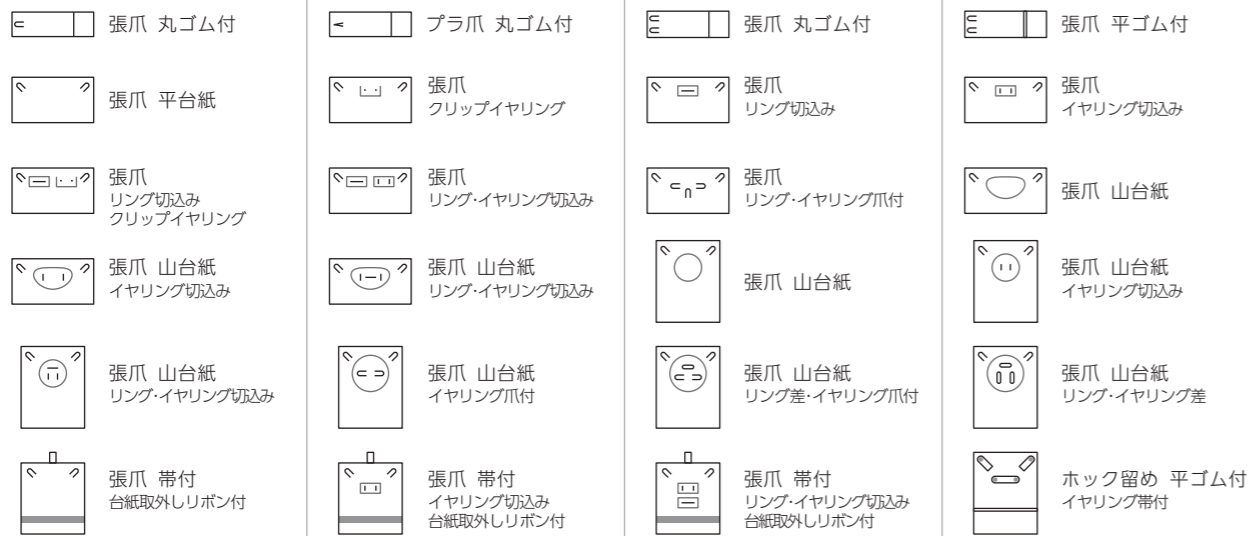 張爪 丸ゴム付
プラ爪 丸ゴム付
張爪 丸ゴム付
張爪 平ゴム付
張爪 平台紙
張爪
クリップイヤリング
張爪
リング切込み
張爪
イヤリング切込み
張爪
リング切込み
クリップイヤリング
張爪
リング・イヤリング切込み
張爪
リング・イヤリング爪付
張爪 山台紙
張爪 山台紙
イヤリング切込み
張爪 山台紙
リング・イヤリング切込み
張爪 山台紙
張爪 山台紙
イヤリング切込み
張爪 山台紙
リング・イヤリング切込み
張爪 山台紙
イヤリング爪付
張爪 山台紙
リング差・イヤリング爪付
張爪 山台紙
リング・イヤリング差
張爪 帯付
台紙取外しリボン付
張爪 帯付
イヤリング切込み
台紙取外しリボン付
張爪 帯付
リング・イヤリング切込み
台紙取外しリボン付
ホック留め 平ゴム付
イヤリング帯付